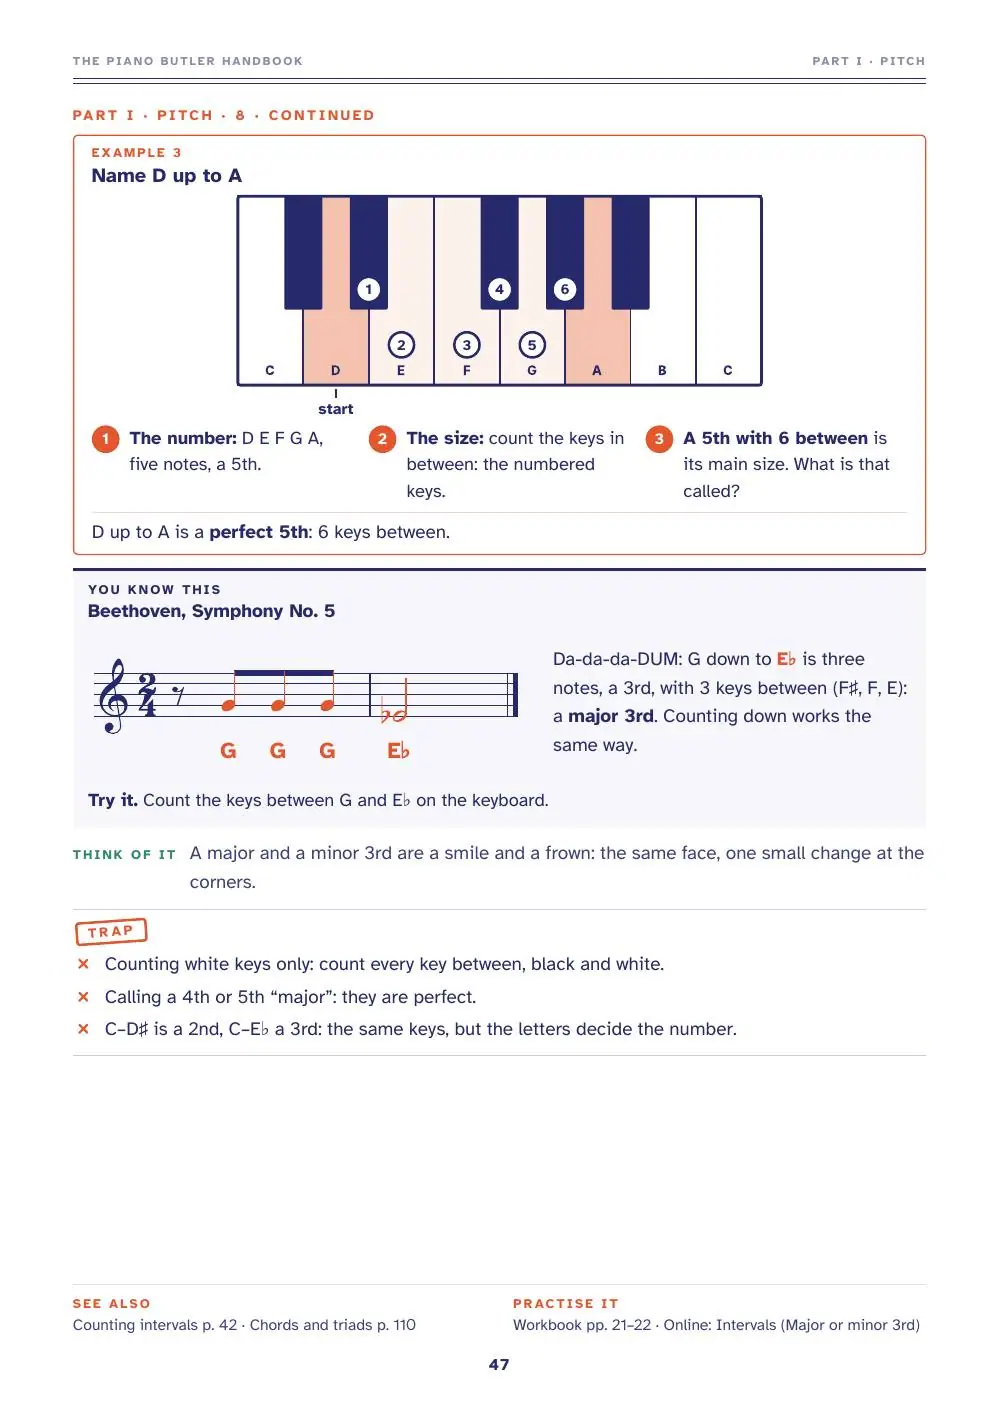 THE PIANO BUTLER HANDBOOK
PART I · PITCH
PART I · PITCH · 8 · CONTINUED
EXAMPLE 3
Name D up to A
1 4 6
2 3 5
C D E F G A B C
start
1 The number: D E F G A,
five notes, a 5th.
2 The size: count the keys in
between: the numbered
keys.
3 A 5th with 6 between is
its main size. What is that
called?
D up to A is a perfect 5th: 6 keys between.
YOU KNOW THIS
Beethoven, Symphony No. 5
2
4
G G G E♭
Da-da-da-DUM: G down to E♭ is three
notes, a 3rd, with 3 keys between (F♯, F, E):
a major 3rd. Counting down works the
same way.
Try it. Count the keys between G and E♭ on the keyboard.
THINK OF IT A major and a minor 3rd are a smile and a frown: the same face, one small change at the
corners.
TRAP
× Counting white keys only: count every key between, black and white.
× Calling a 4th or 5th “major”: they are perfect.
× C–D♯ is a 2nd, C–E♭ a 3rd: the same keys, but the letters decide the number.
SEE ALSO
Counting intervals p. 42 · Chords and triads p. 110
PRACTISE IT
Workbook pp. 21–22 · Online: Intervals (Major or minor 3rd)
47